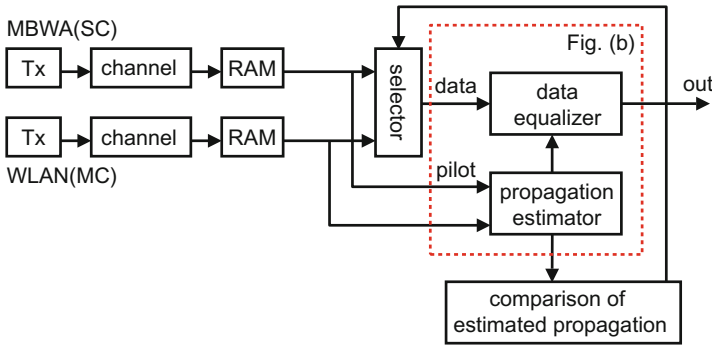 MBWA(SC)
Tx
channel
RAM
selector
data
Fig. (b)
data
equalizer
out
Tx
channel
RAM
WLAN(MC)
pilot
propagation
estimator
comparison of
estimated propagation